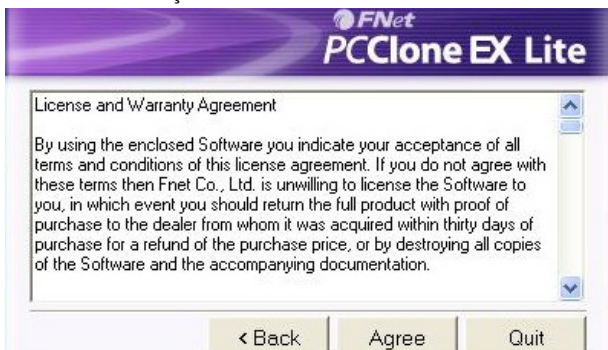 FNet
PCClone EX Lite
License and Warranty Agreement
By using the enclosed Software you indicate your acceptance of all
terms and conditions of this license agreement. If you do not agree with
these terms then Fnet Co., Ltd. is unwilling to license the Software to
you, in which event you should return the full product with proof of
purchase to the dealer from whom it was acquired within thirty days of
purchase for a refund of the purchase price, or by destroying all copies
of the Software and the accompanying documentation.
< Back Agree Quit